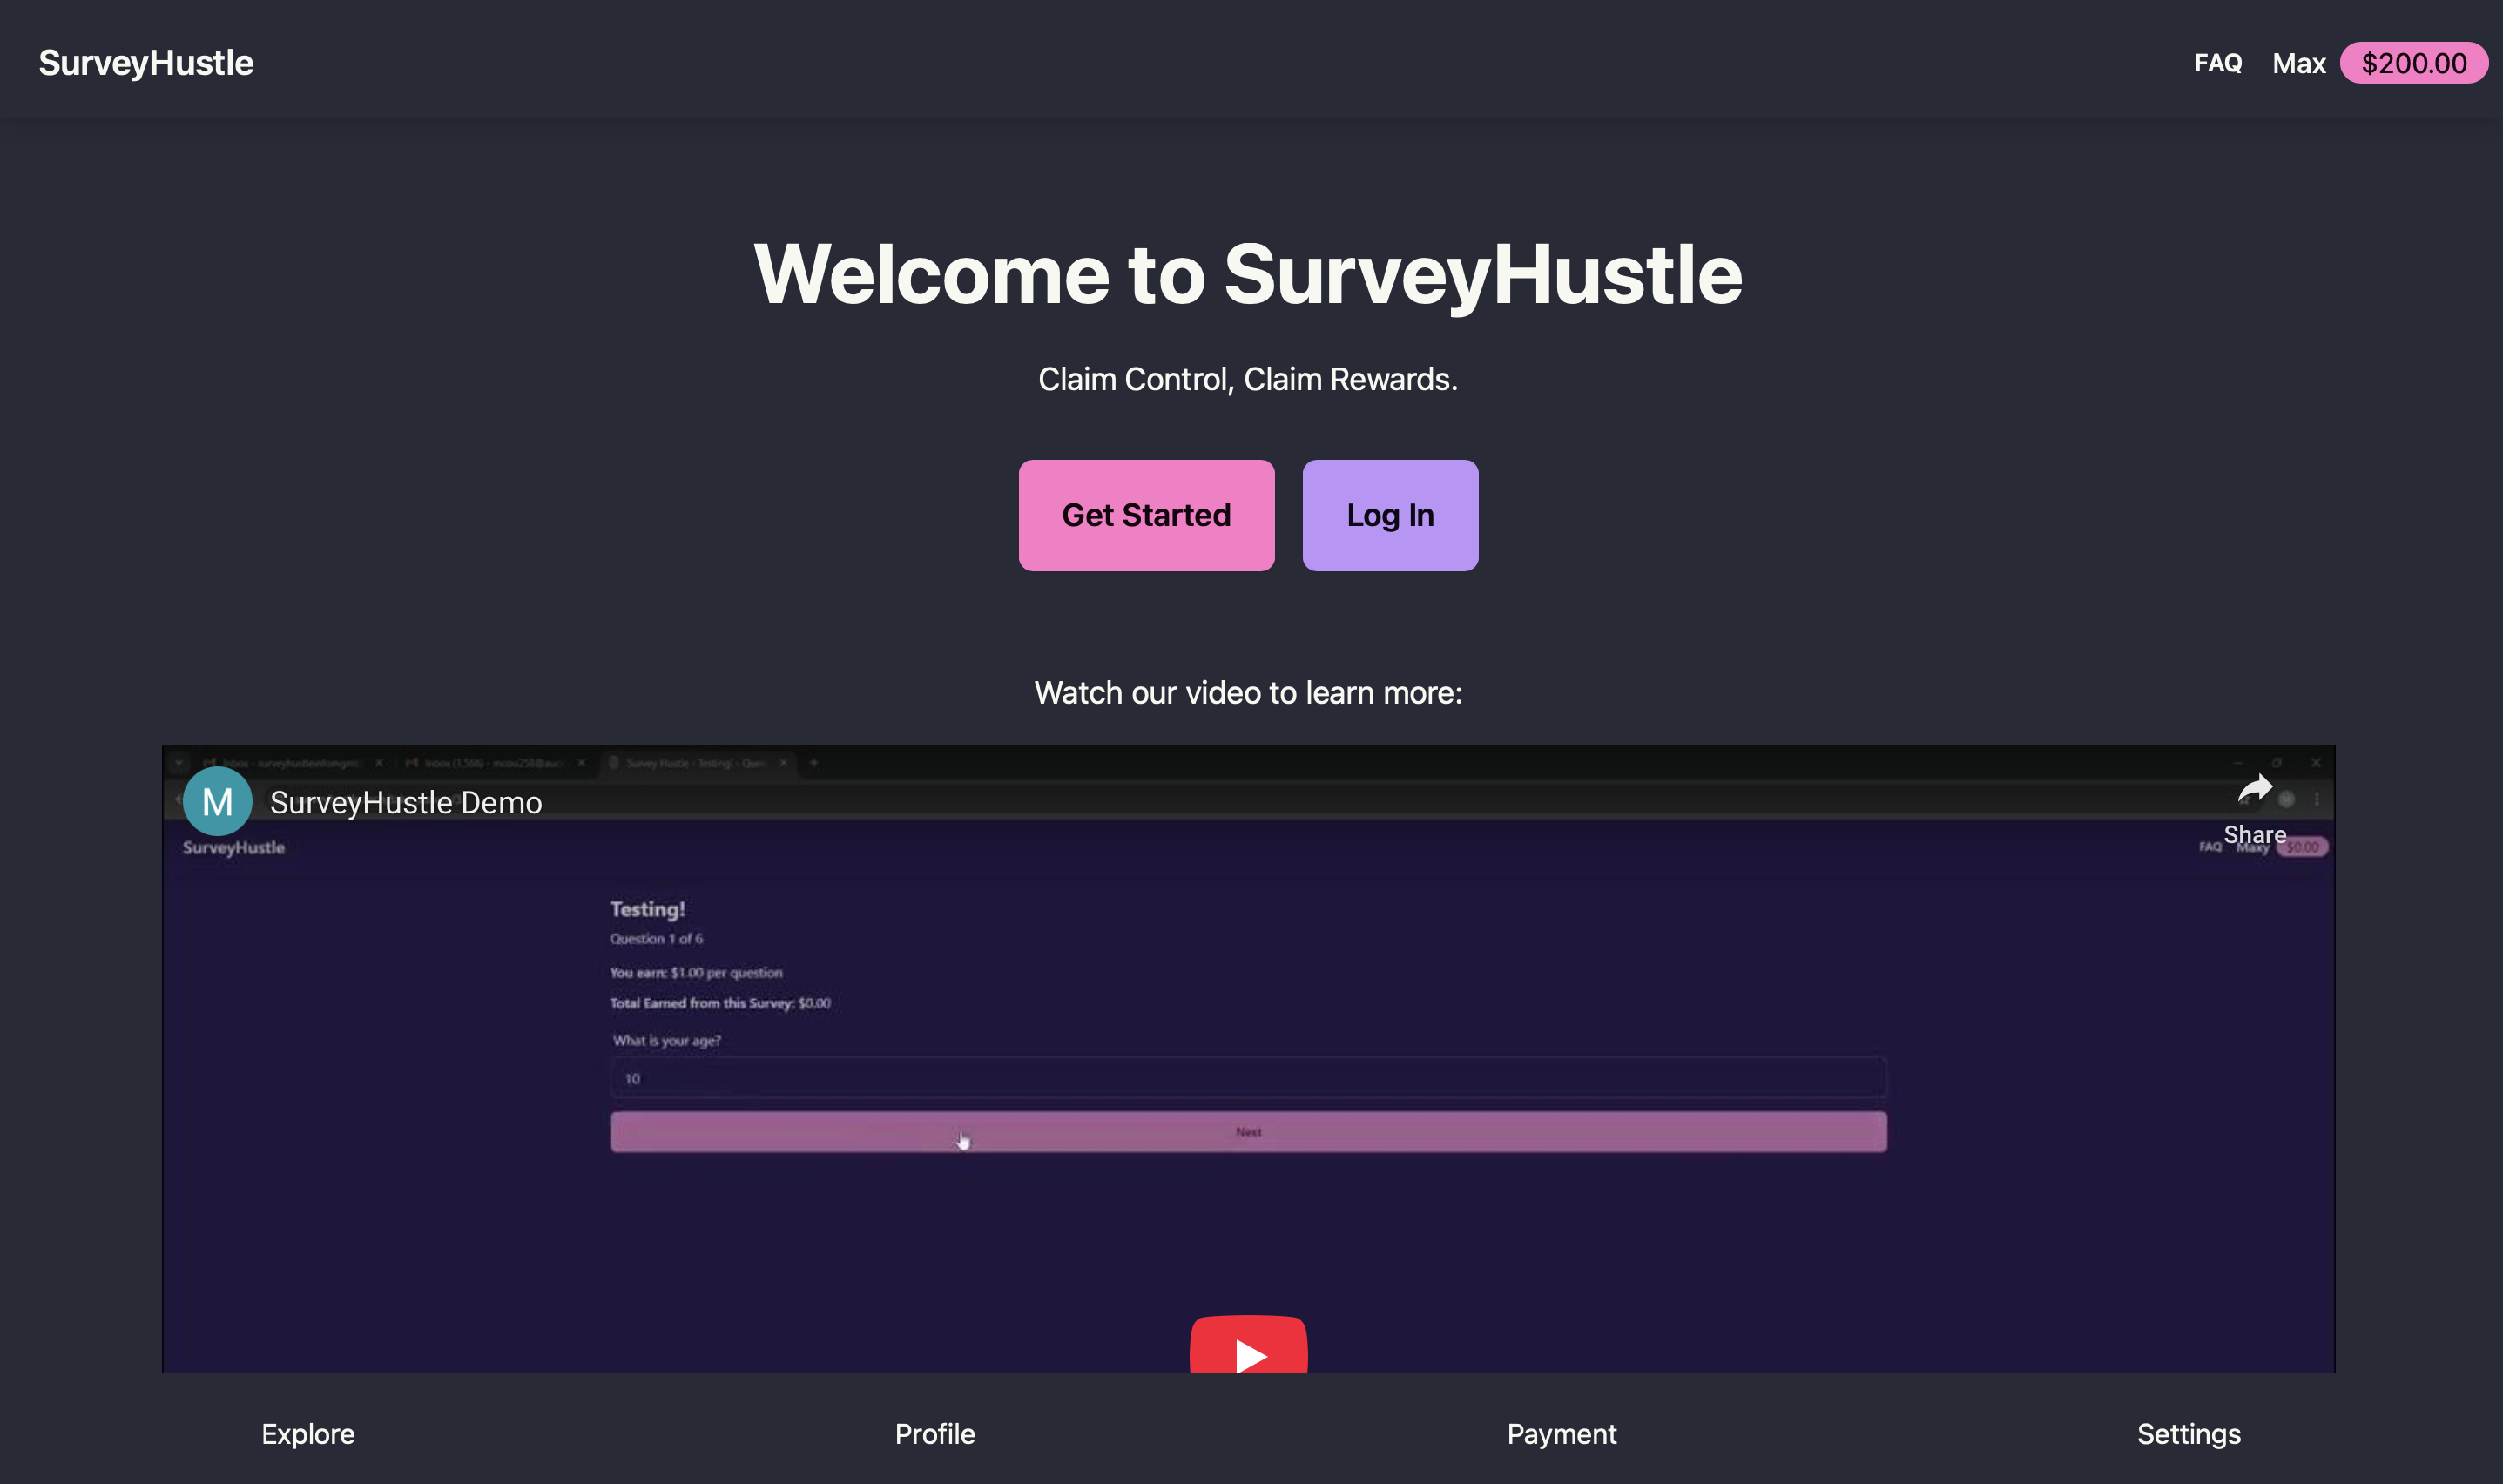 SurveyHustle
FAQ Max $200.00
Welcome to SurveyHustle
Claim Control, Claim Rewards.
Get Started Log In
Watch our video to learn more:
SurveyHustle Demo
Share
SurveyHustle
FAQ Maxy $0.00
Testing!
Question 1 of 6
You earn: $1.00 per question
Total Earned from this Survey: $0.00
What is your age?
10
Next
Explore Profile Payment Settings